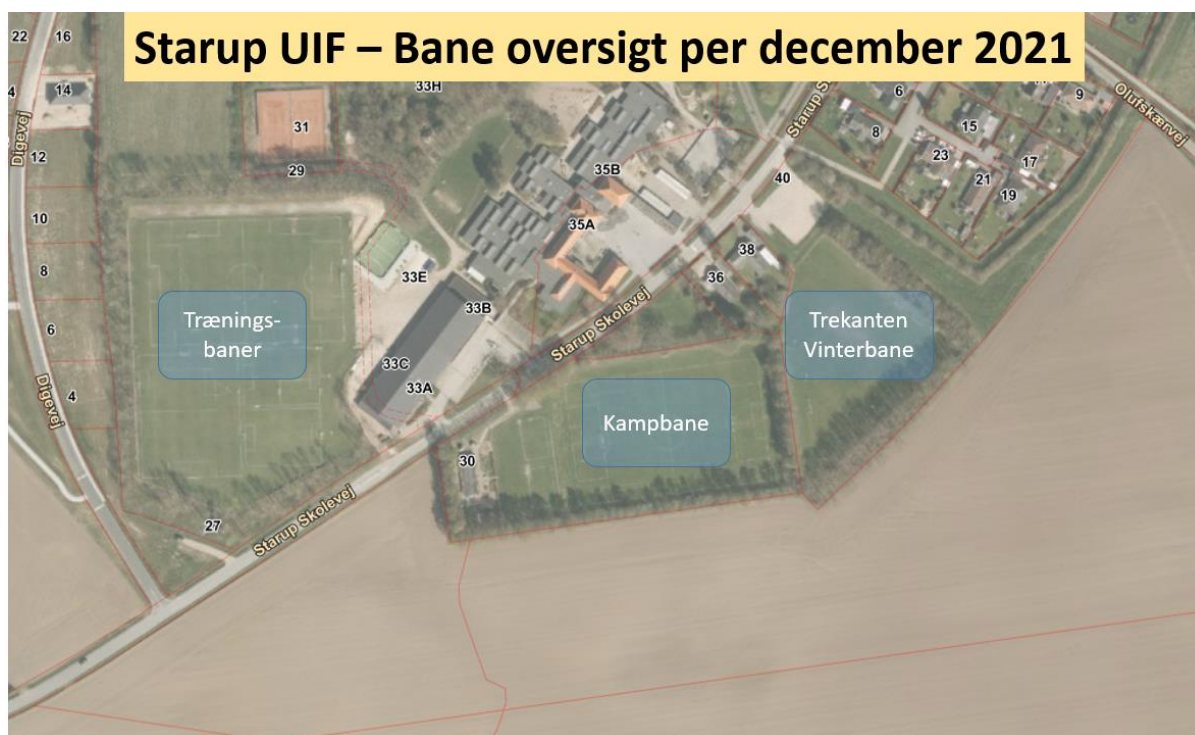 Starup UIF – Bane oversigt per december 2021
22
16
14
12
10
8
6
4
Digevej
Digevej
31
29
33H
35B
35A
33E
33B
33C
33A
Starup Skolevej
Starup Skolevej
40
38
36
30
27
6
8
15
9
23
21
17
19
Olufskærvej
Trænings-
baner
Kampbane
Trekanten
Vinterbane